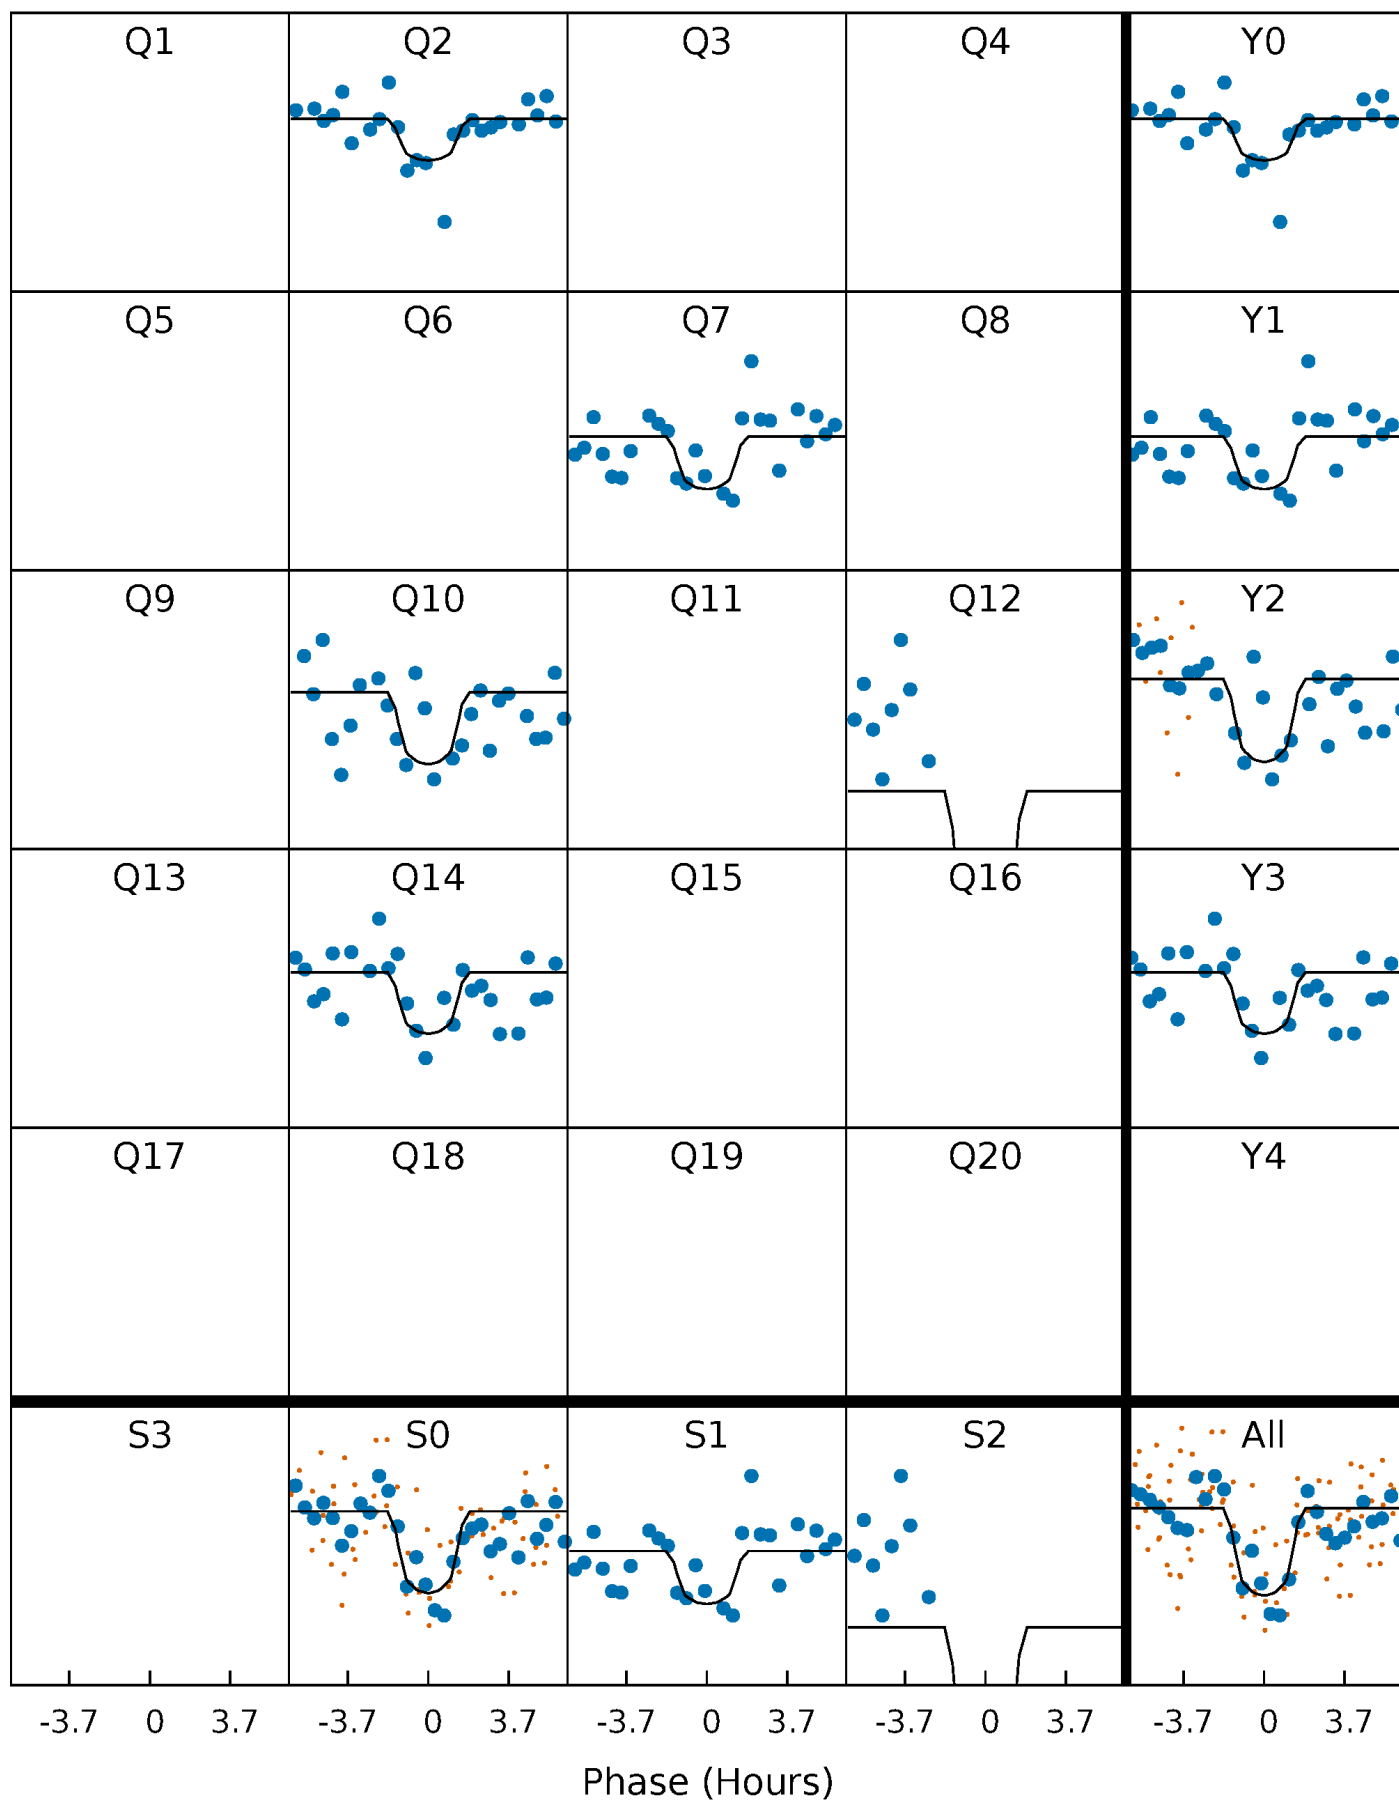 Q1 Q2 Q3 Q4 Y0
Q5 Q6 Q7 Q8 Y1
Q9 Q10 Q11 Q12 Y2
Q13 Q14 Q15 Q16 Y3
Q17 Q18 Q19 Q20 Y4
S3 S0 S1 S2 All
-3.7 0 3.7 -3.7 0 3.7 -3.7 0 3.7 -3.7 0 3.7 -3.7 0 3.7
Phase (Hours)